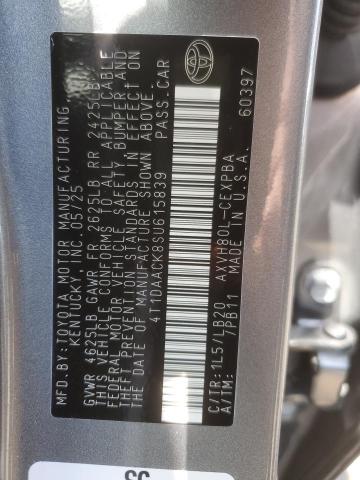 MFD.BY:TOYOTA MOTOR MANUFACTURING,
KENTUCKY, INC. 05/25
GVWR 4625LB GAWR FR 2625LB RR 2425LB
THIS VEHICLE CONFORMS TO ALL APPLICABLE
FEDERAL MOTOR VEHICLE SAFETY, BUMPER AND
THEFT PREVENTION STANDARDS IN EFFECT ON
THE DATE OF MANUFACTURE SHOWN ABOVE.
4T1DAACK8SU615839 PASS.CAR
C/TR:1L5/LB20 AXVH80L-CEXRBA
A/TM: 7PB11 MADE IN U.S.A.
60397